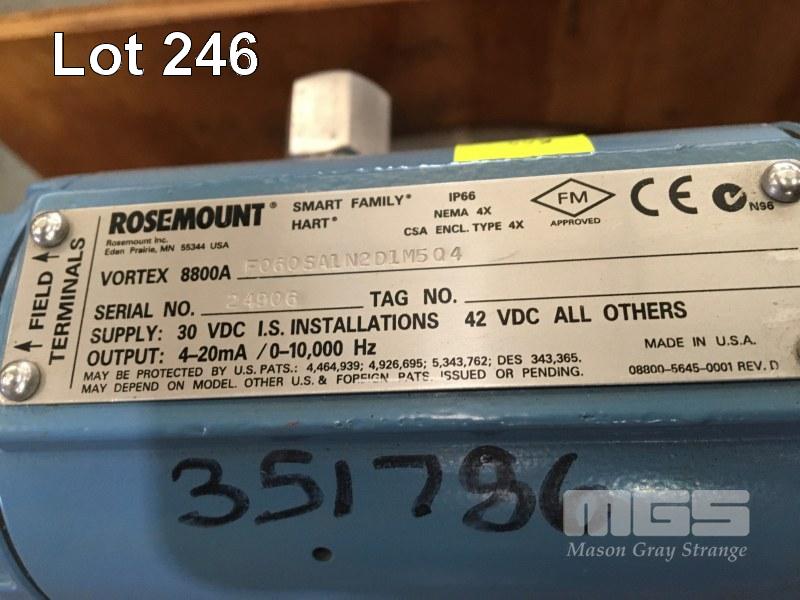 Lot 246
ROSEMOUNT®
SMART FAMILY®
HART®
IP66
NEMA 4X
CSA ENCL. TYPE 4X
FM
APPROVED
CE
N96
Rosemount Inc.
Eden Prairie, MN 55344 USA
VORTEX 8800A F060SA1N2D1M5Q4
SERIAL NO. 24906 TAG NO.
SUPPLY: 30 VDC I.S. INSTALLATIONS 42 VDC ALL OTHERS
OUTPUT: 4-20mA / 0-10,000 Hz
MADE IN U.S.A.
MAY BE PROTECTED BY U.S. PATS.: 4,464,939; 4,926,695; 5,343,762; DES 343,365.
MAY DEPEND ON MODEL. OTHER U.S. & FOREIGN PATS. ISSUED OR PENDING.
08800-5645-0001 REV. D
← FIELD →
TERMINALS
351786
MGS
Mason Gray Strange